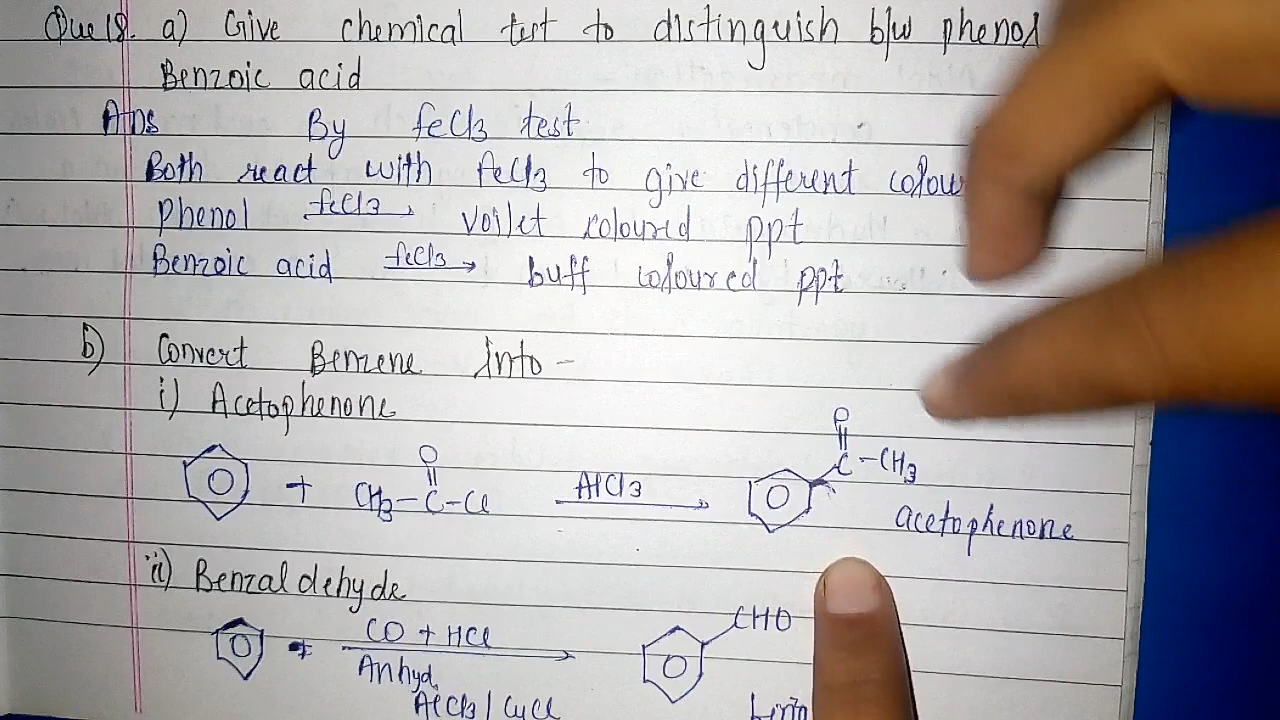 Que 18. a) Give chemical test to distinguish b/w phenol
Benzoic acid
Ans By FeCl3 test.
Both react with FeCl3 to give different colour
Phenol FeCl3 → voilet coloured ppt
Benzoic acid FeCl3 → buff coloured ppt
b) Convert Benzene into -
i) Acetophenone
O O
+ CH3-C-Cl AlCl3 → C-CH3
acetophenone
ii) Benzaldehyde
+ CO + HCl → CHO
Anhyd.
AlCl3 / CuCl